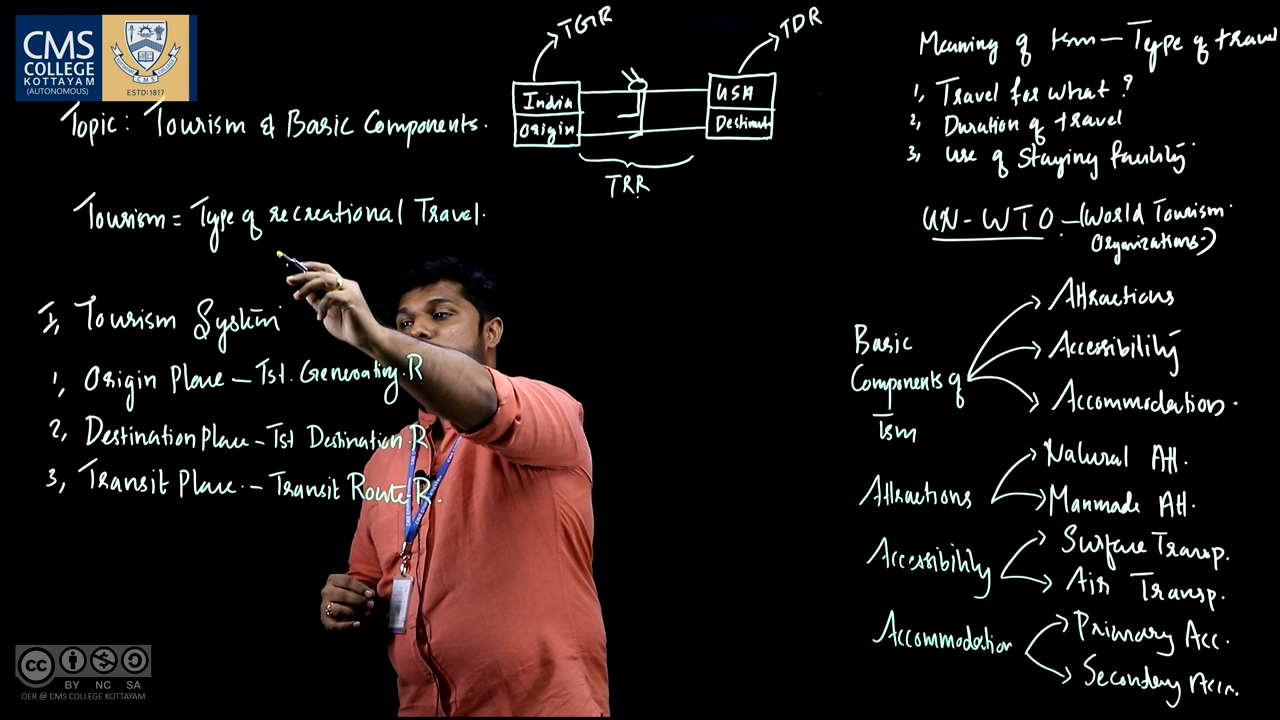 CMS
COLLEGE
KOTTAYAM
(AUTONOMOUS)
ESTD:1817
Topic: Tourism & Basic Components.
TGR
TDR
India
Origin
USA
Destinat
TRR
Tourism = Type of recreational Travel.
I, Tourism System
1, Origin Place – Tst. Generating.R
2, Destination Place – Tst Destination.R
3, Transit Place. – Transit Route R.
Meaning of tsm – Type of travel
1, Travel for what?
2, Duration of travel
3, Use of Staying facility.
UN-WTO – (World Tourism
Organizations.)
Basic
Components of
Tsm
Attractions
Accessibility
Accommodations.
Attractions
Natural Att.
Manmade Att.
Accessibility
Surface Transp.
Air Transp.
Accommodation
Primary Acc.
Secondary Acc.
cc
BY NC SA
OER @ CMS COLLEGE KOTTAYAM